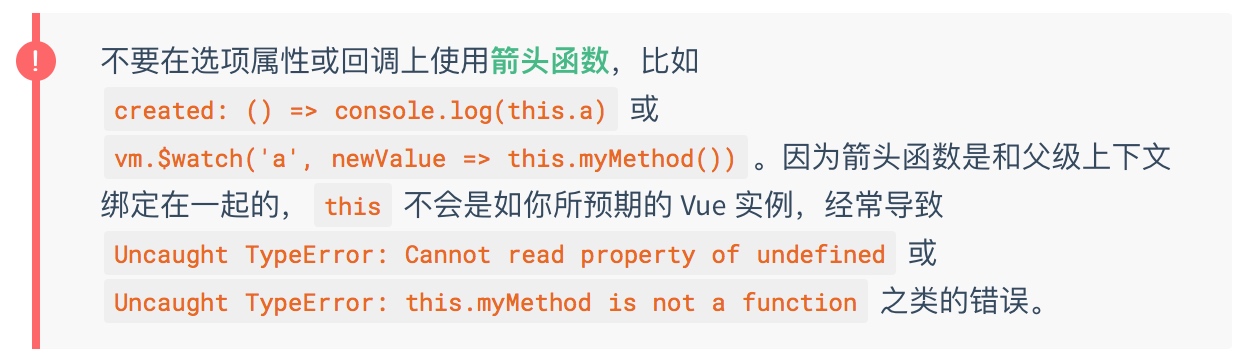 !
不要在选项属性或回调上使用箭头函数，比如
created: () => console.log(this.a) 或
vm.$watch('a', newValue => this.myMethod()) 。因为箭头函数是和父级上下文
绑定在一起的， this 不会是如你所预期的 Vue 实例，经常导致
Uncaught TypeError: Cannot read property of undefined 或
Uncaught TypeError: this.myMethod is not a function 之类的错误。